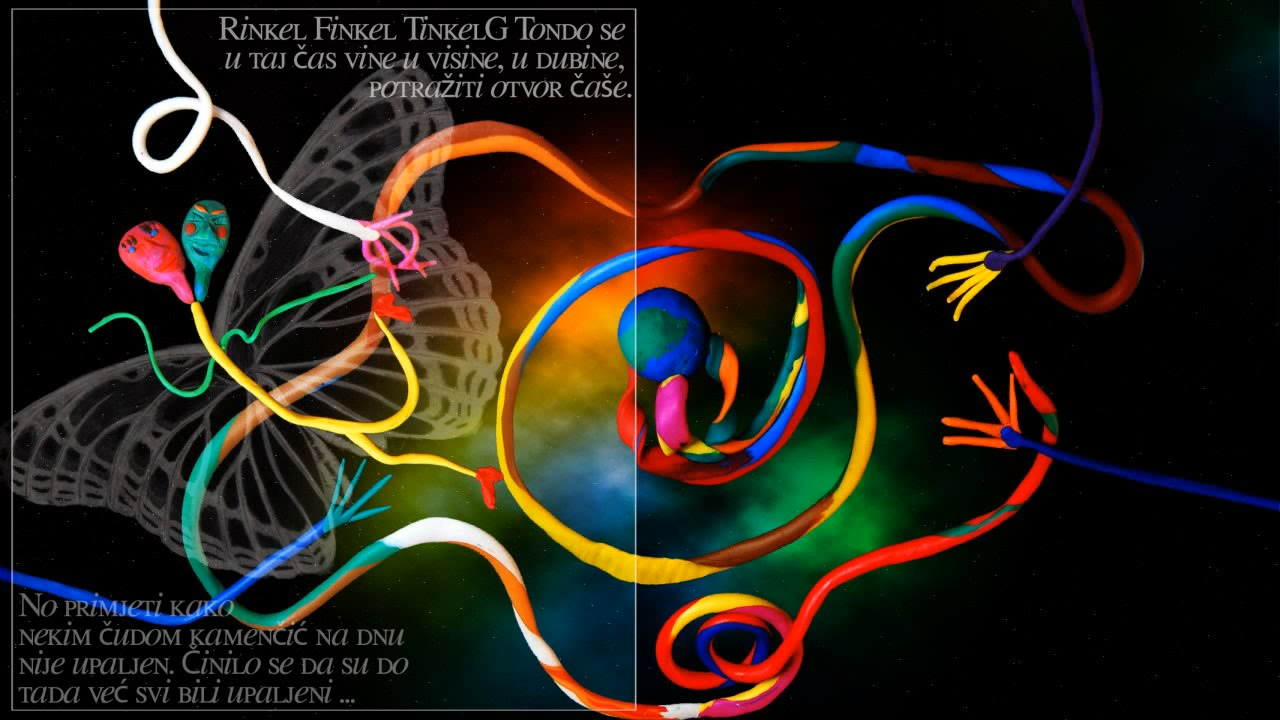 Rinkel Finkel TinkelG Tondo se
u taj čas vine u visine, u dubine,
potražiti otvor čaše.
No primjeti kako
nekim čudom kamenčić na dnu
nije upaljen. Činilo se da su do
tada već svi bili upaljeni ...